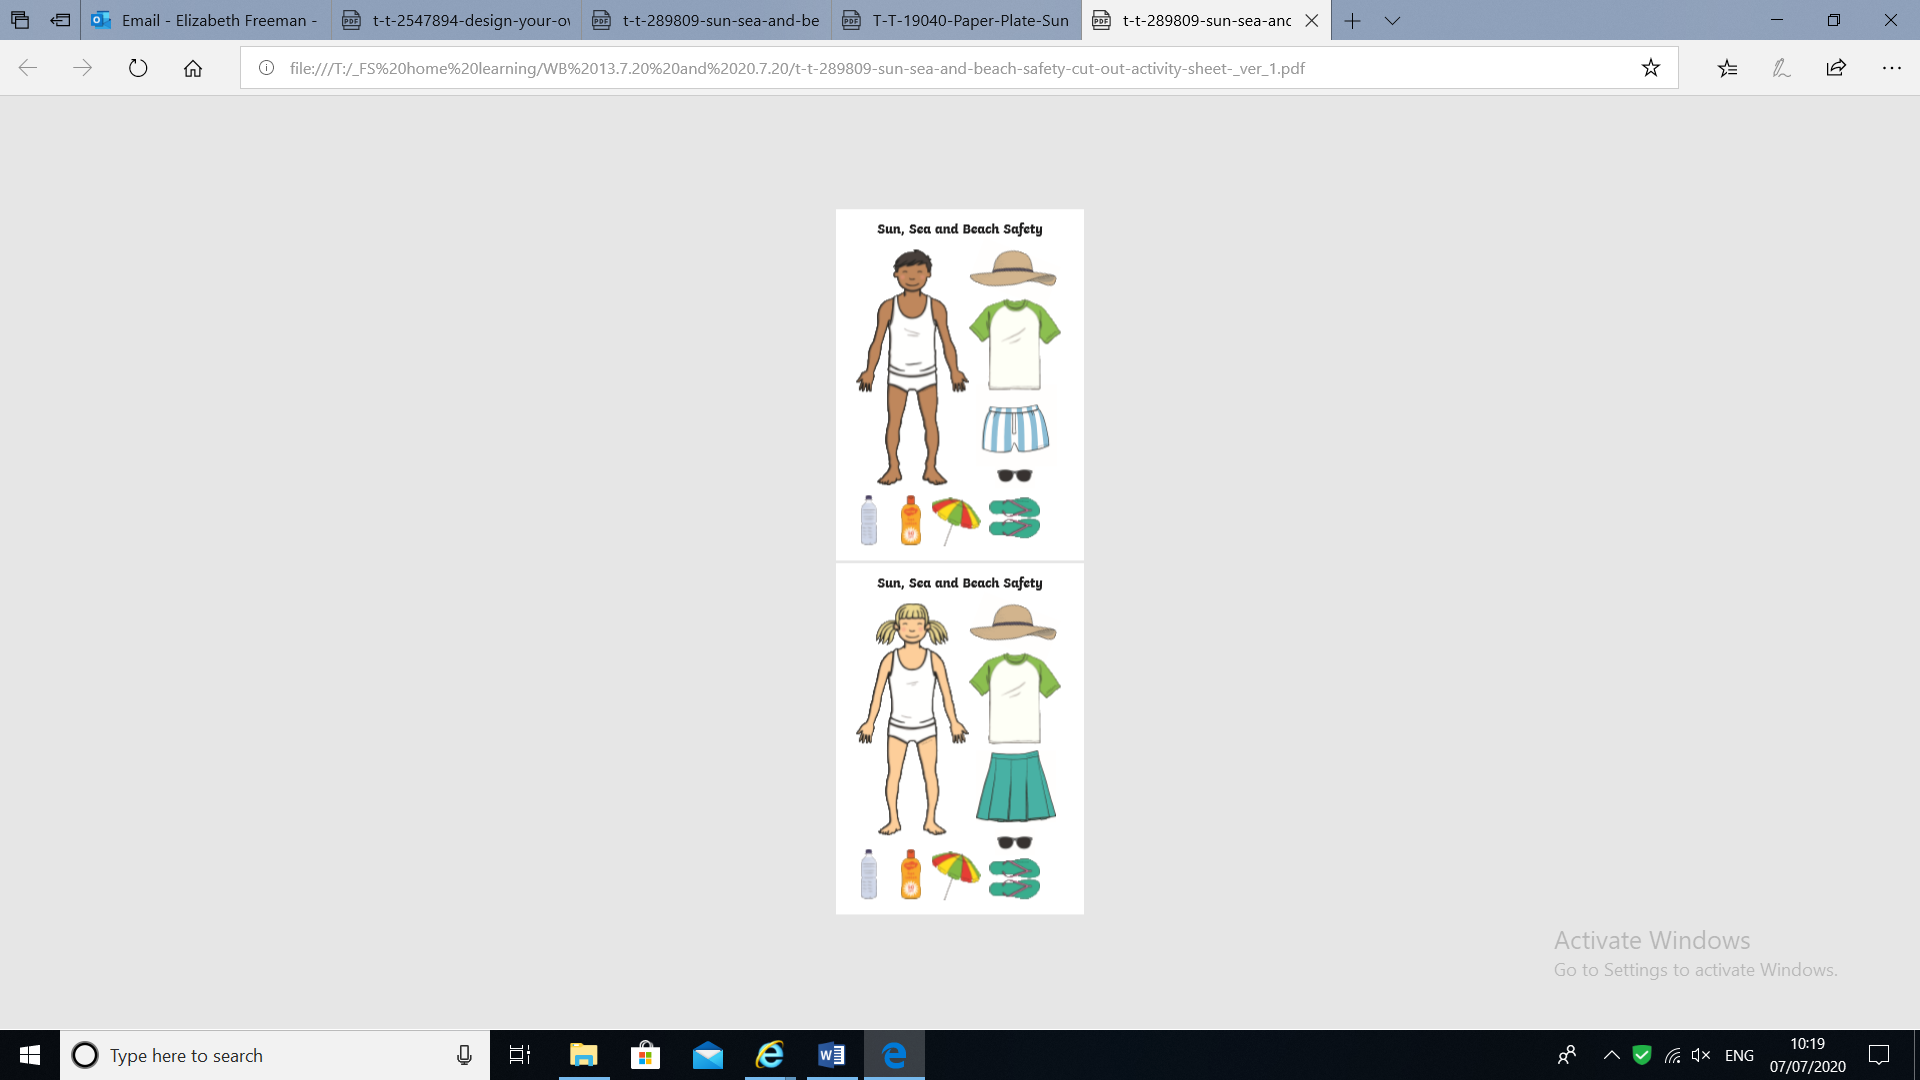 Email - Elizabeth Freeman -
t-t-2547894-design-your-ov
t-t-289809-sun-sea-and-be
T-T-19040-Paper-Plate-Sun
t-t-289809-sun-sea-anc
file:///T:/_FS%20home%20learning/WB%2013.7.20%20and%2020.7.20/t-t-289809-sun-sea-and-beach-safety-cut-out-activity-sheet-_ver_1.pdf
Sun, Sea and Beach Safety
Sun, Sea and Beach Safety
Activate Windows
Go to Settings to activate Windows.
Type here to search
ENG
10:19
07/07/2020